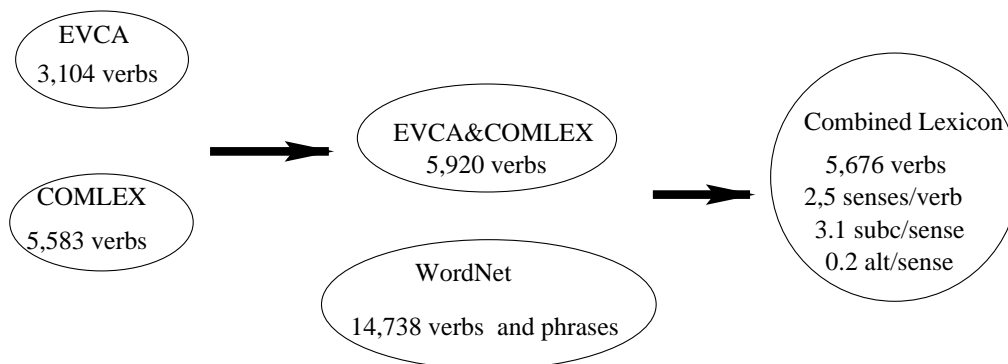 EVCA
3,104 verbs
COMLEX
5,583 verbs
EVCA&COMLEX
5,920 verbs
WordNet
14,738 verbs and phrases
Combined Lexicon
5,676 verbs
2,5 senses/verb
3.1 subc/sense
0.2 alt/sense